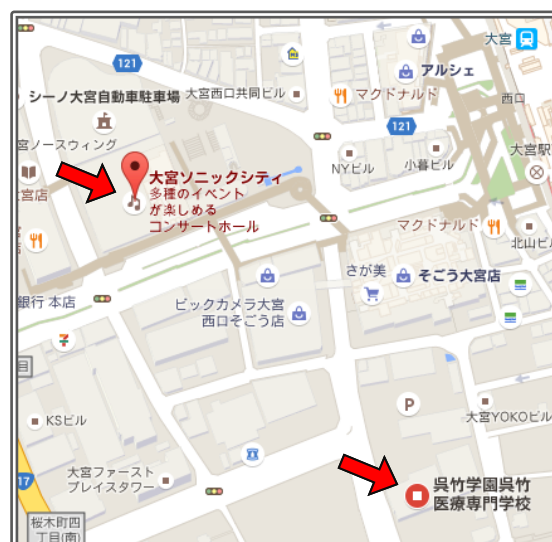 大宮
121
アルシェ
シーノ大宮自動車駐車場
大宮西口共同ビル
マクドナルド
西口
121
宮ノースウィング
NYビル
小暮ビル
大宮駅
大宮ソニックシティ
多種のイベント
が楽しめる
コンサートホール
宮店
マクドナルド
北山ビ
さが美
そごう大宮店
銀行 本店
ビックカメラ大宮
西口そごう店
7
目
P
KSビル
大宮YOKOビル
17
大宮ファースト
プレイスタワー
呉竹学園呉竹
医療専門学校
桜木町四
丁目(南)